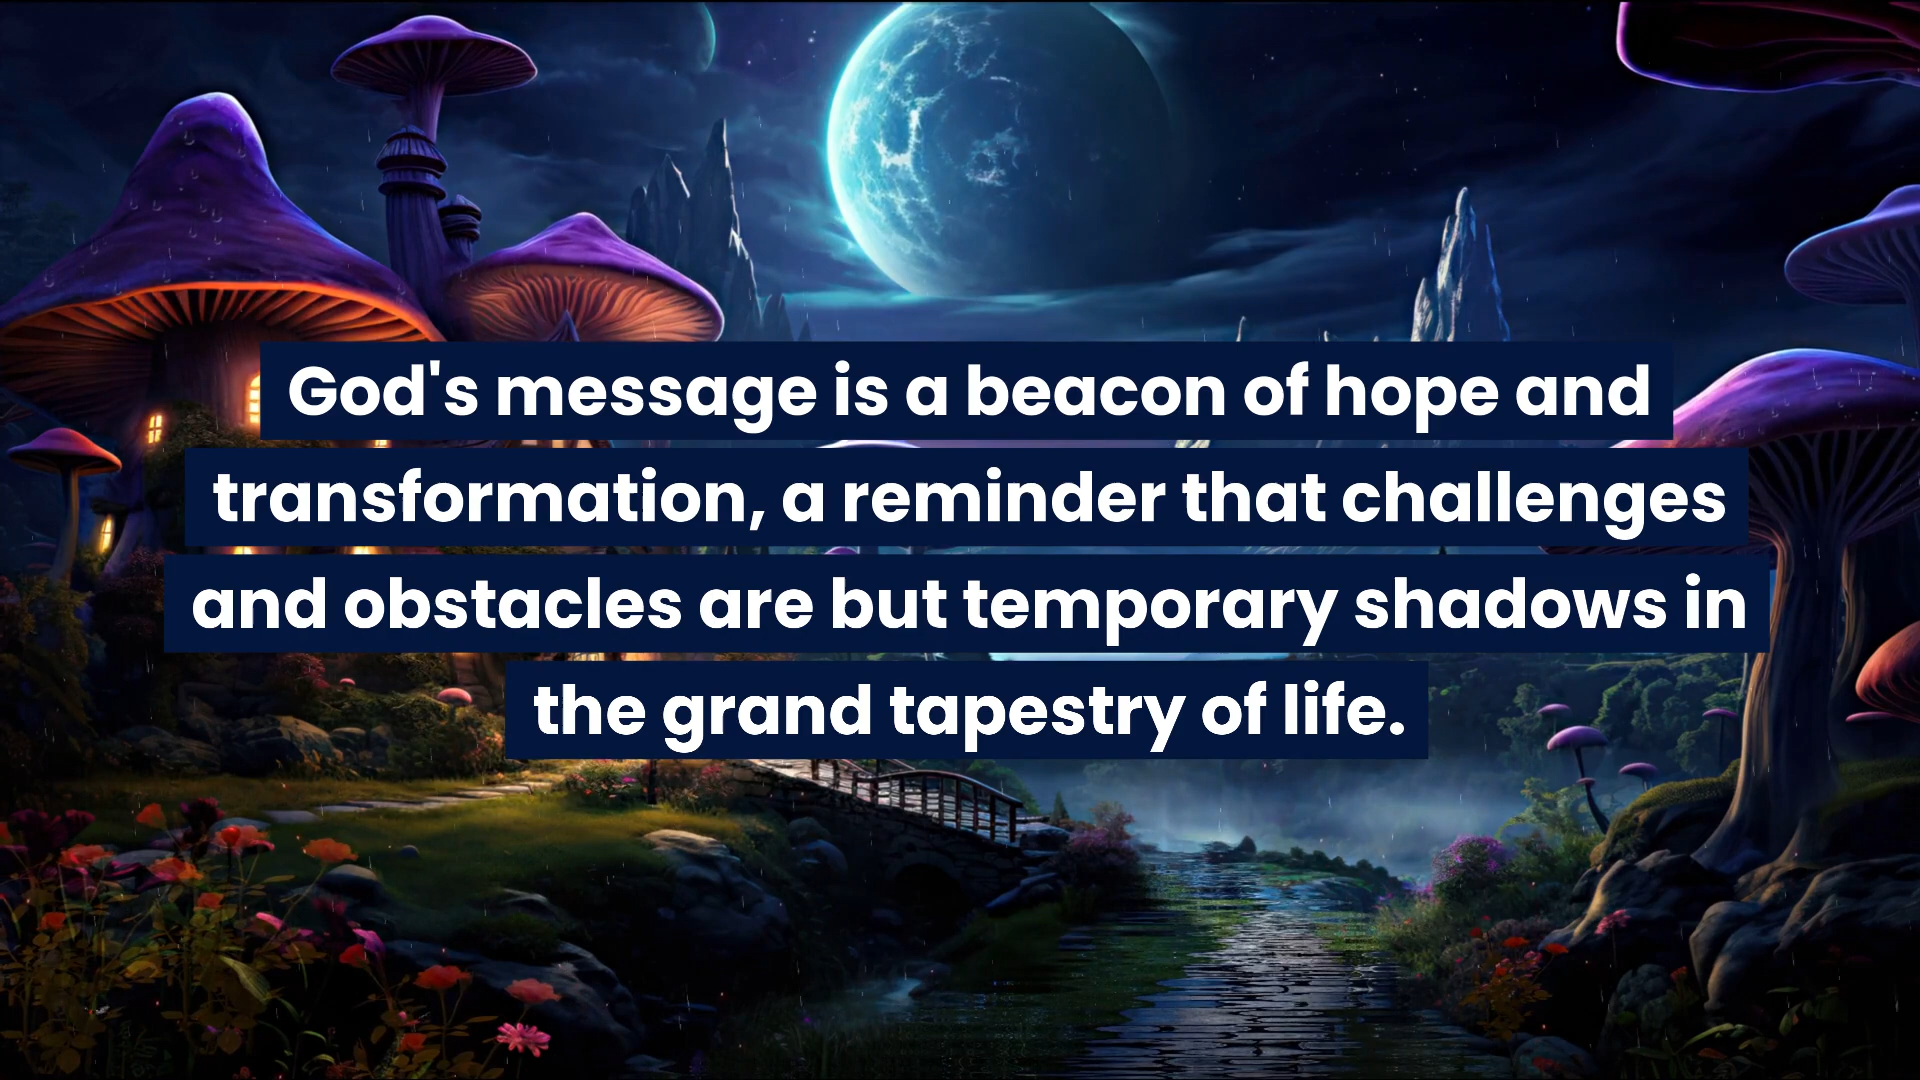 God's message is a beacon of hope and
transformation, a reminder that challenges
and obstacles are but temporary shadows in
the grand tapestry of life.